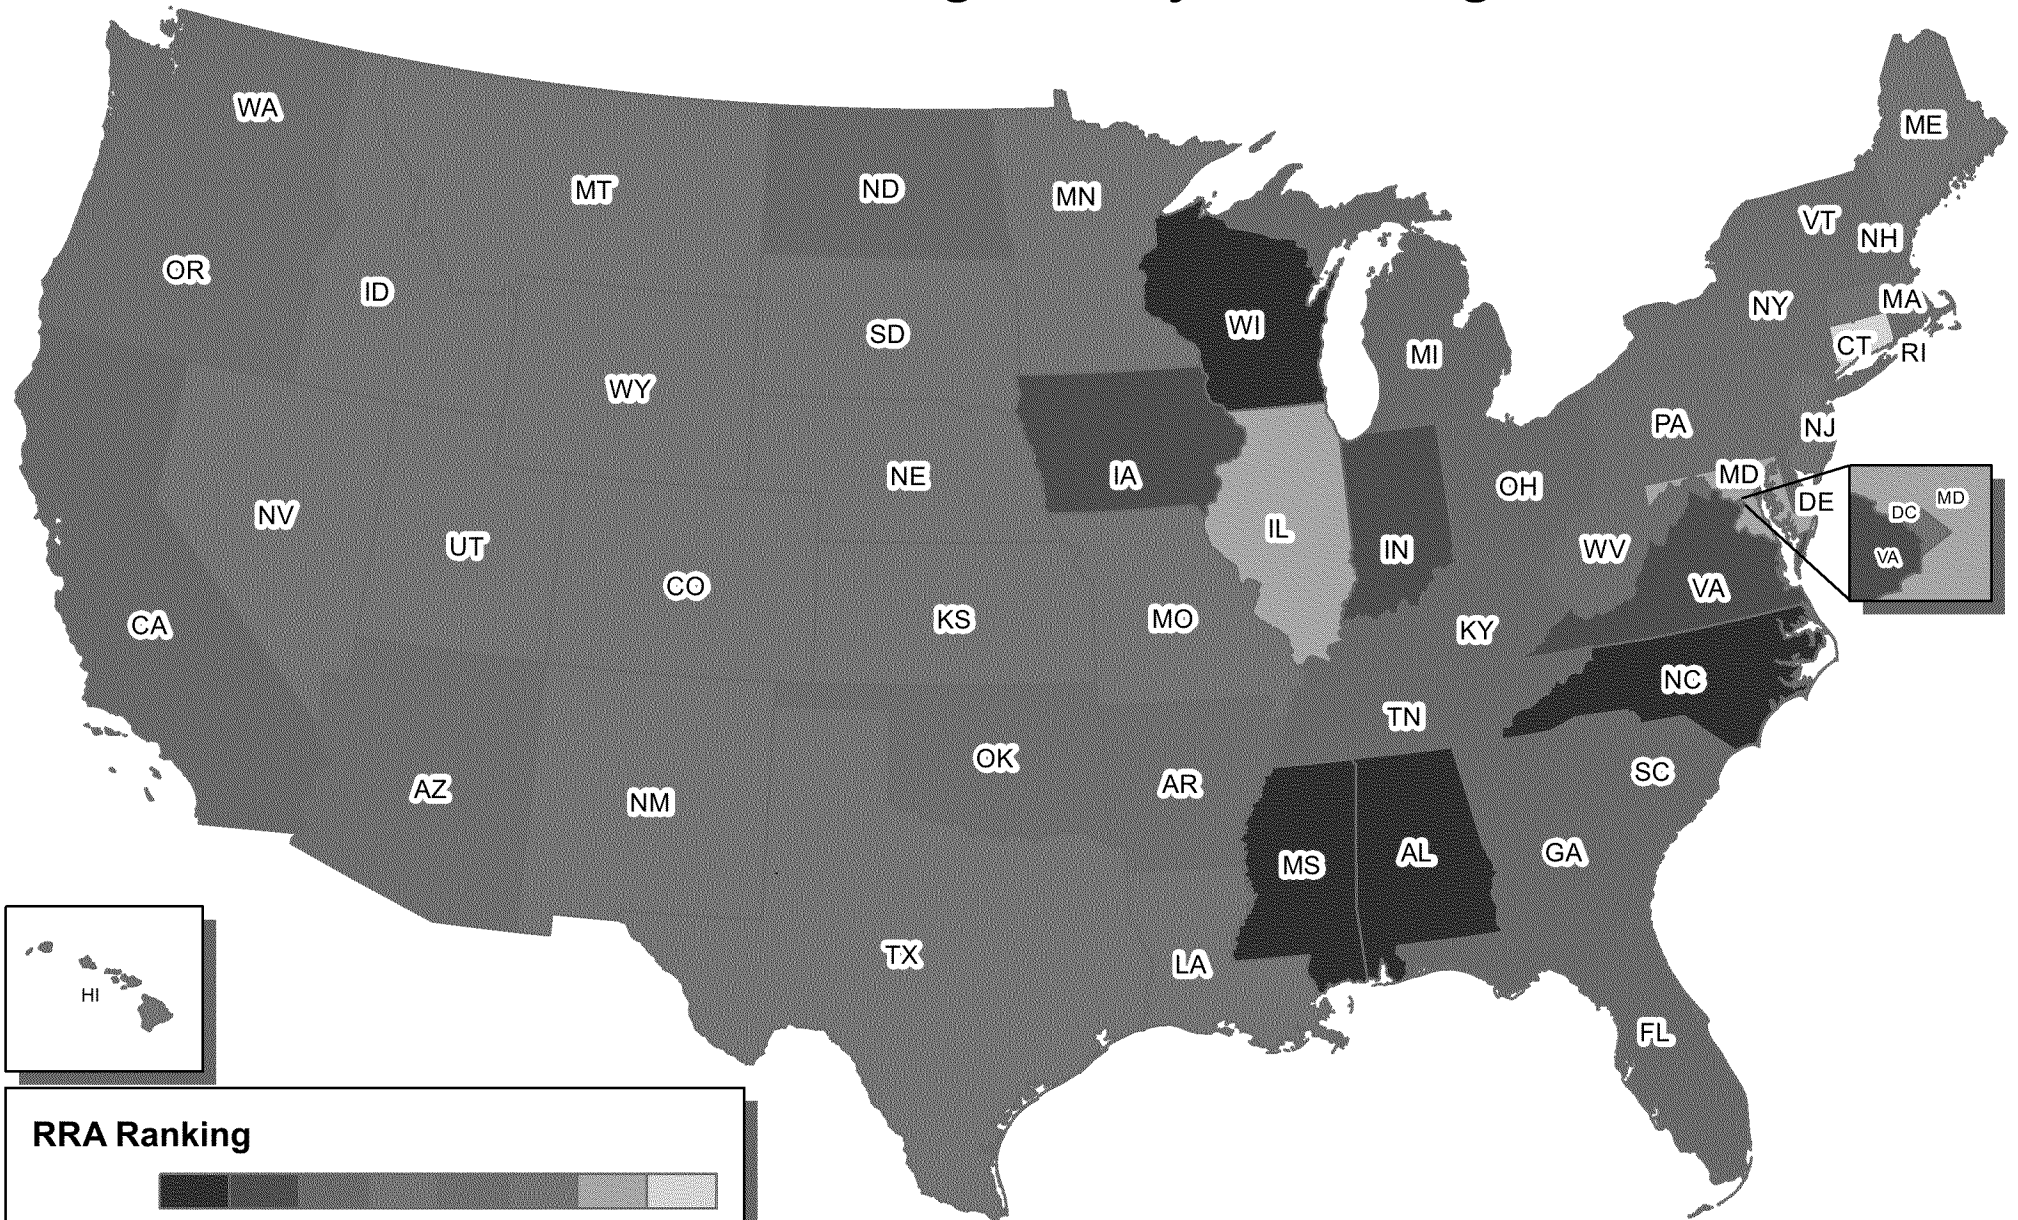 WA
ME
MT
ND
MN
VT
NH
OR
ID
NY
MA
WI
SD
MI
CT
RI
WY
PA
NJ
NE
IA
OH
MD
DE
MD
DC
NV
UT
IL
IN
WV
VA
VA
CO
CA
KS
MO
KY
NC
TN
OK
SC
AZ
NM
AR
MS
AL
GA
TX
LA
HI
FL
RRA Ranking